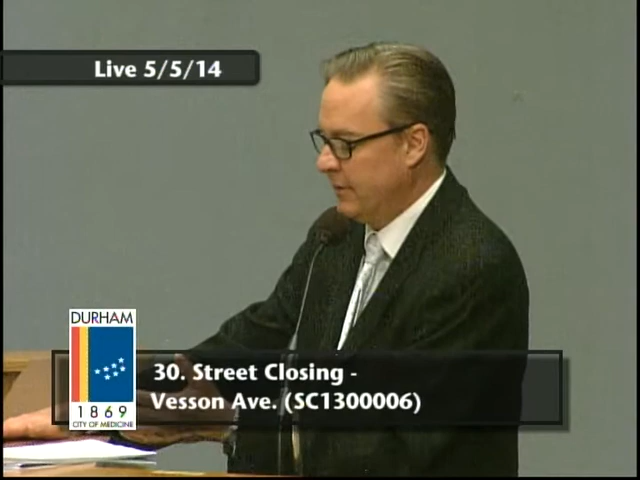 Live 5/5/14
DURHAM
1869
CITY OF MEDICINE
30. Street Closing -
Vesson Ave. (SC1300006)